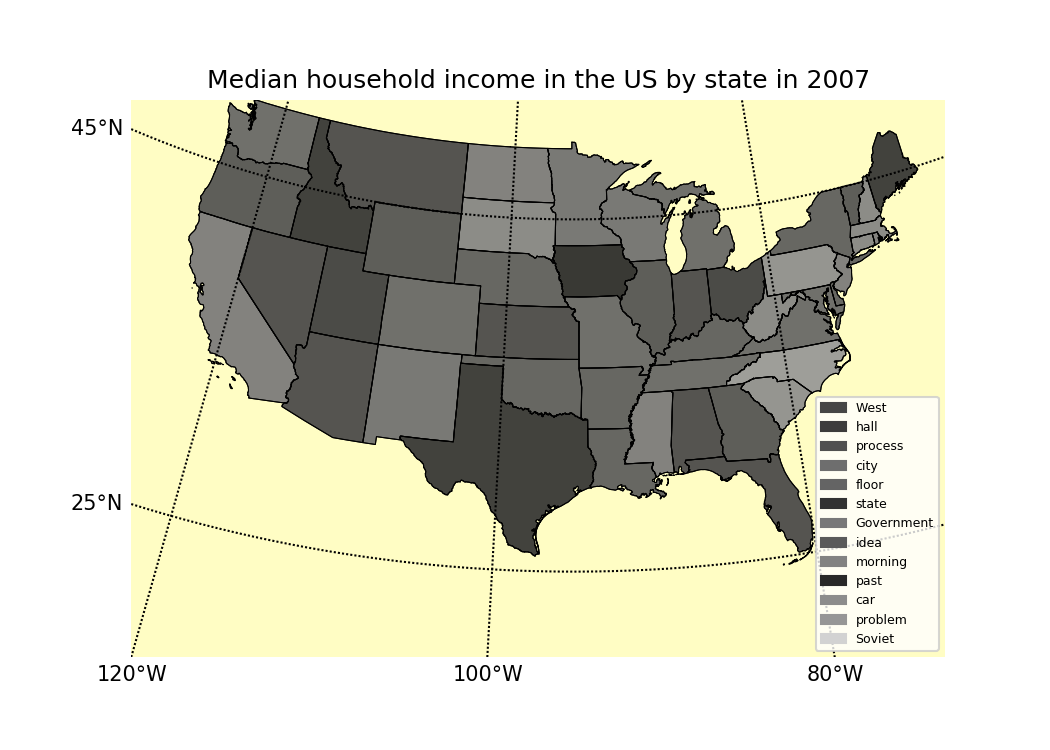 Median household income in the US by state in 2007
45°N
25°N
120°W
100°W
80°W
West
hall
process
city
floor
state
Government
idea
morning
past
car
problem
Soviet